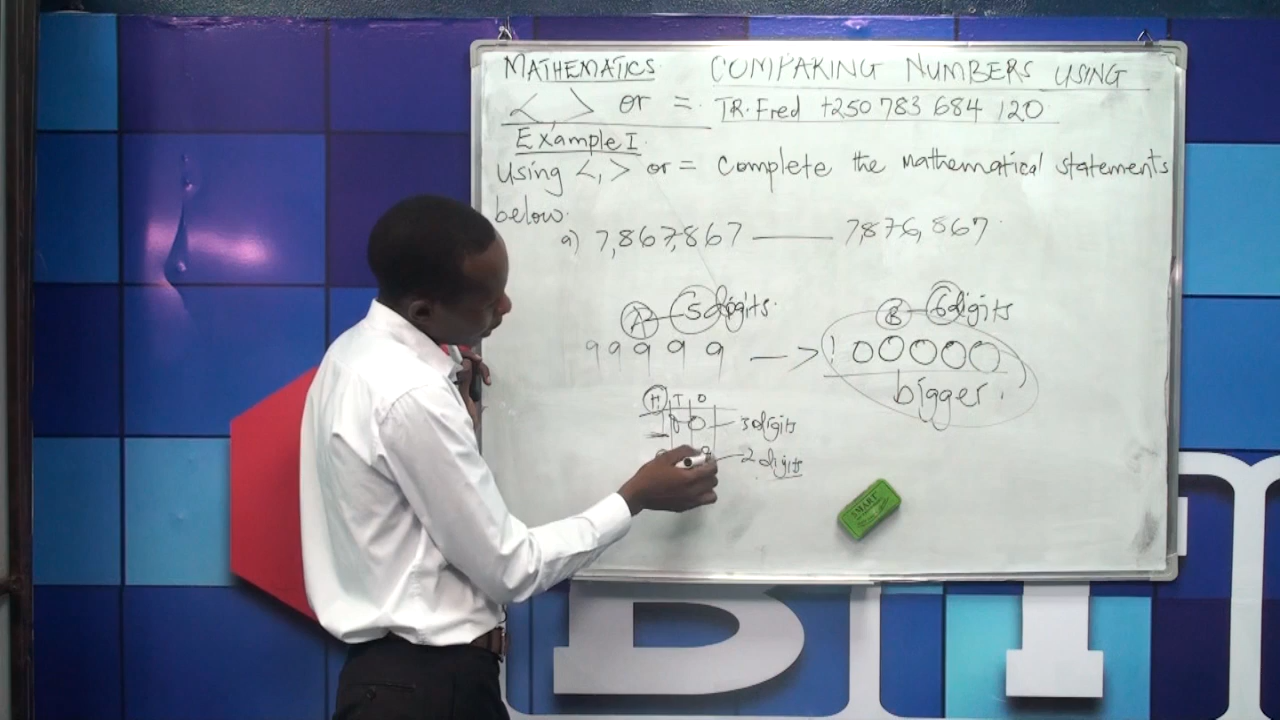 MATHEMATICS. COMPARING NUMBERS USING
< > or =. TR. Fred +250 783 684 120
Example I.
Using <, > or = Complete the mathematical statements
below.
a) 7,867,867 ——— 7,876,867.
A — 5 digits. B — 6 digits
99999 —> 100000
bigger.
H T O
100 — 3 digits
9 — 2 digits
SMART
BT